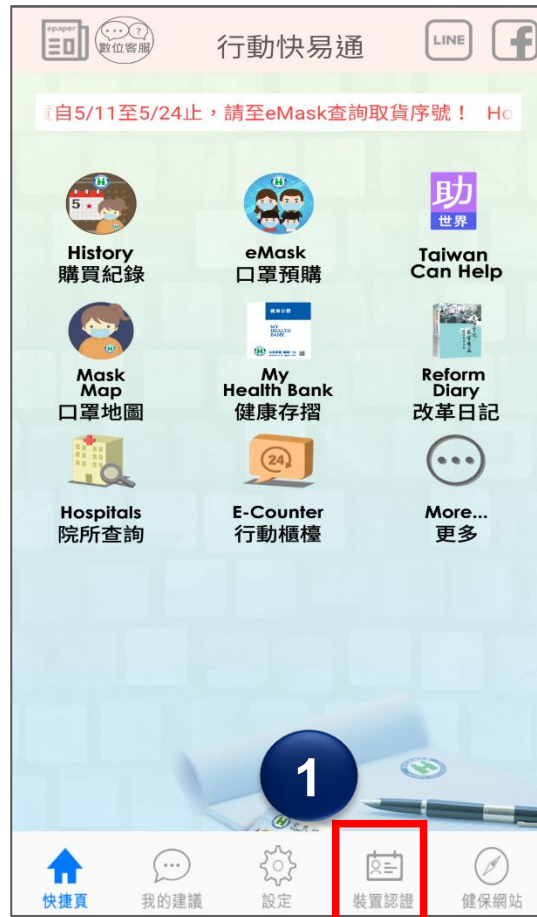 epaper
數位客服
行動快易通
LINE
自5/11至5/24止，請至eMask查詢取貨序號！ Ho
5
助
世界
History
購買紀錄
eMask
口罩預購
Taiwan
Can Help
健康存摺
MY
HEALTH
BANK
Mask
Map
口罩地圖
My
Health Bank
健康存摺
Reform
Diary
改革日記
24
Hospitals
院所查詢
E-Counter
行動櫃檯
More...
更多
1
快捷頁
我的建議
設定
裝置認證
健保網站